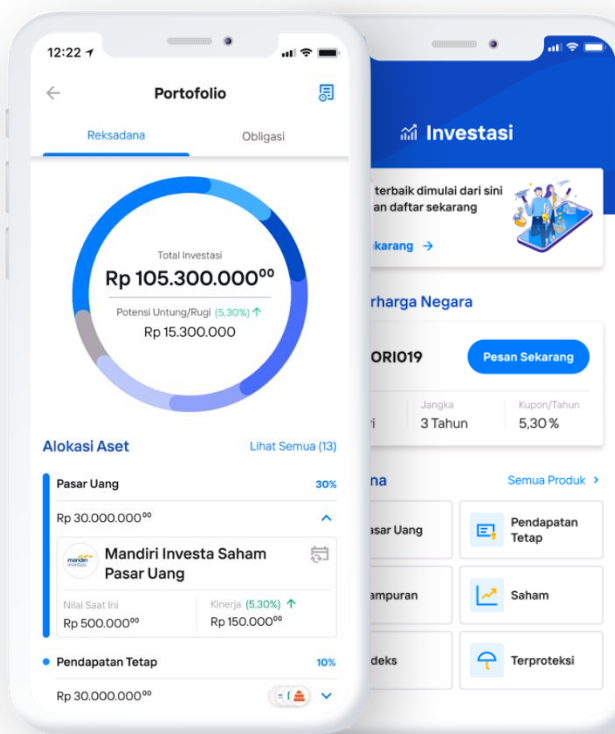 12:22
Portofolio
Reksadana
Obligasi
Total Investasi
Rp 105.300.000⁰⁰
Potensi Untung/Rugi (5,30%) ↑
Rp 15.300.000
Alokasi Aset
Lihat Semua (13)
Pasar Uang
30%
Rp 30.000.000⁰⁰
mandiri
investasi
Mandiri Investa Saham
Pasar Uang
Nilai Saat Ini
Kinerja (5,30%) ↑
Rp 500.000⁰⁰
Rp 150.000⁰⁰
Pendapatan Tetap
10%
Rp 30.000.000⁰⁰
Investasi
terbaik dimulai dari sini
an daftar sekarang
karang →
rharga Negara
ORI019
Pesan Sekarang
Jangka
Kupon/Tahun
ri
3 Tahun
5,30 %
na
Semua Produk >
asar Uang
Pendapatan
Tetap
ampuran
Saham
deks
Terproteksi